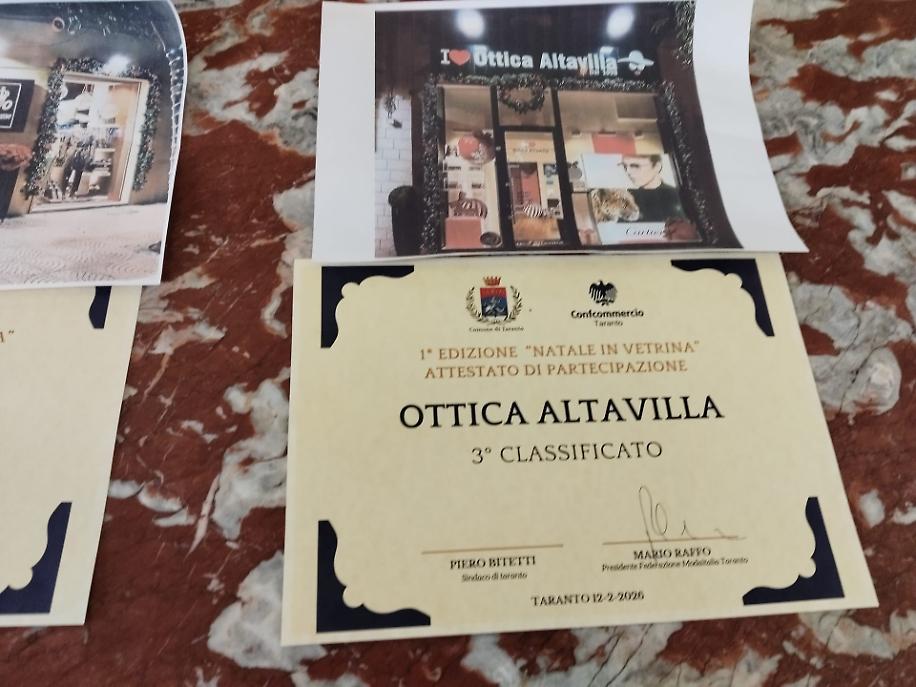 I ❤ Ottica Altavilla
Cartier
Comune di Taranto
Confcommercio
Taranto
1ª EDIZIONE "NATALE IN VETRINA"
ATTESTATO DI PARTECIPAZIONE
OTTICA ALTAVILLA
3° CLASSIFICATO
PIERO BITETTI
Sindaco di taranto
MARIO RAFFO
Presidente Federazione Modaitalia Taranto
TARANTO 12-2-2026